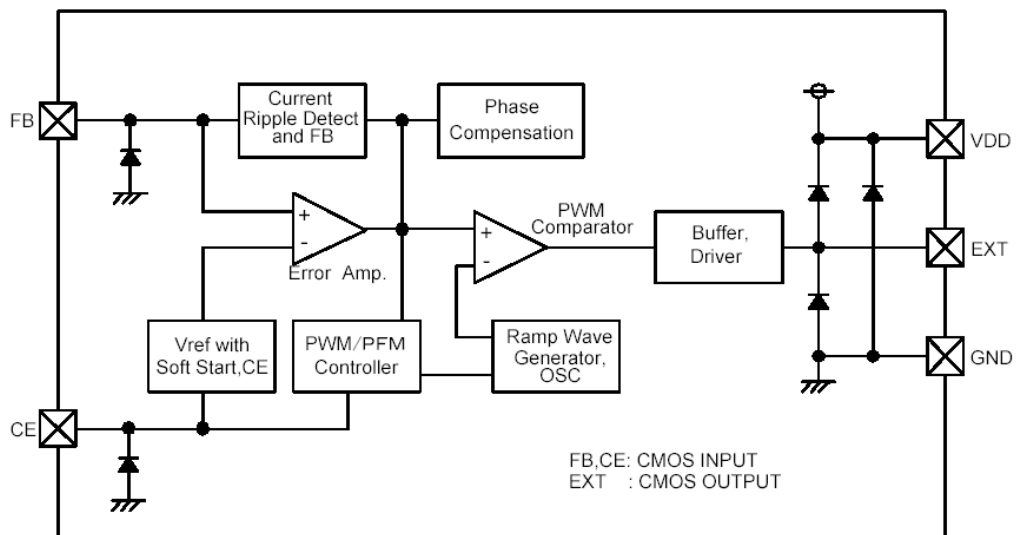 FB
Current
Ripple Detect
and FB
Phase
Compensation
VDD
+
-
Error Amp.
+
-
PWM
Comparator
Buffer,
Driver
EXT
Vref with
Soft Start,CE
PWM/PFM
Controller
Ramp Wave
Generator,
OSC
GND
CE
FB,CE: CMOS INPUT
EXT : CMOS OUTPUT